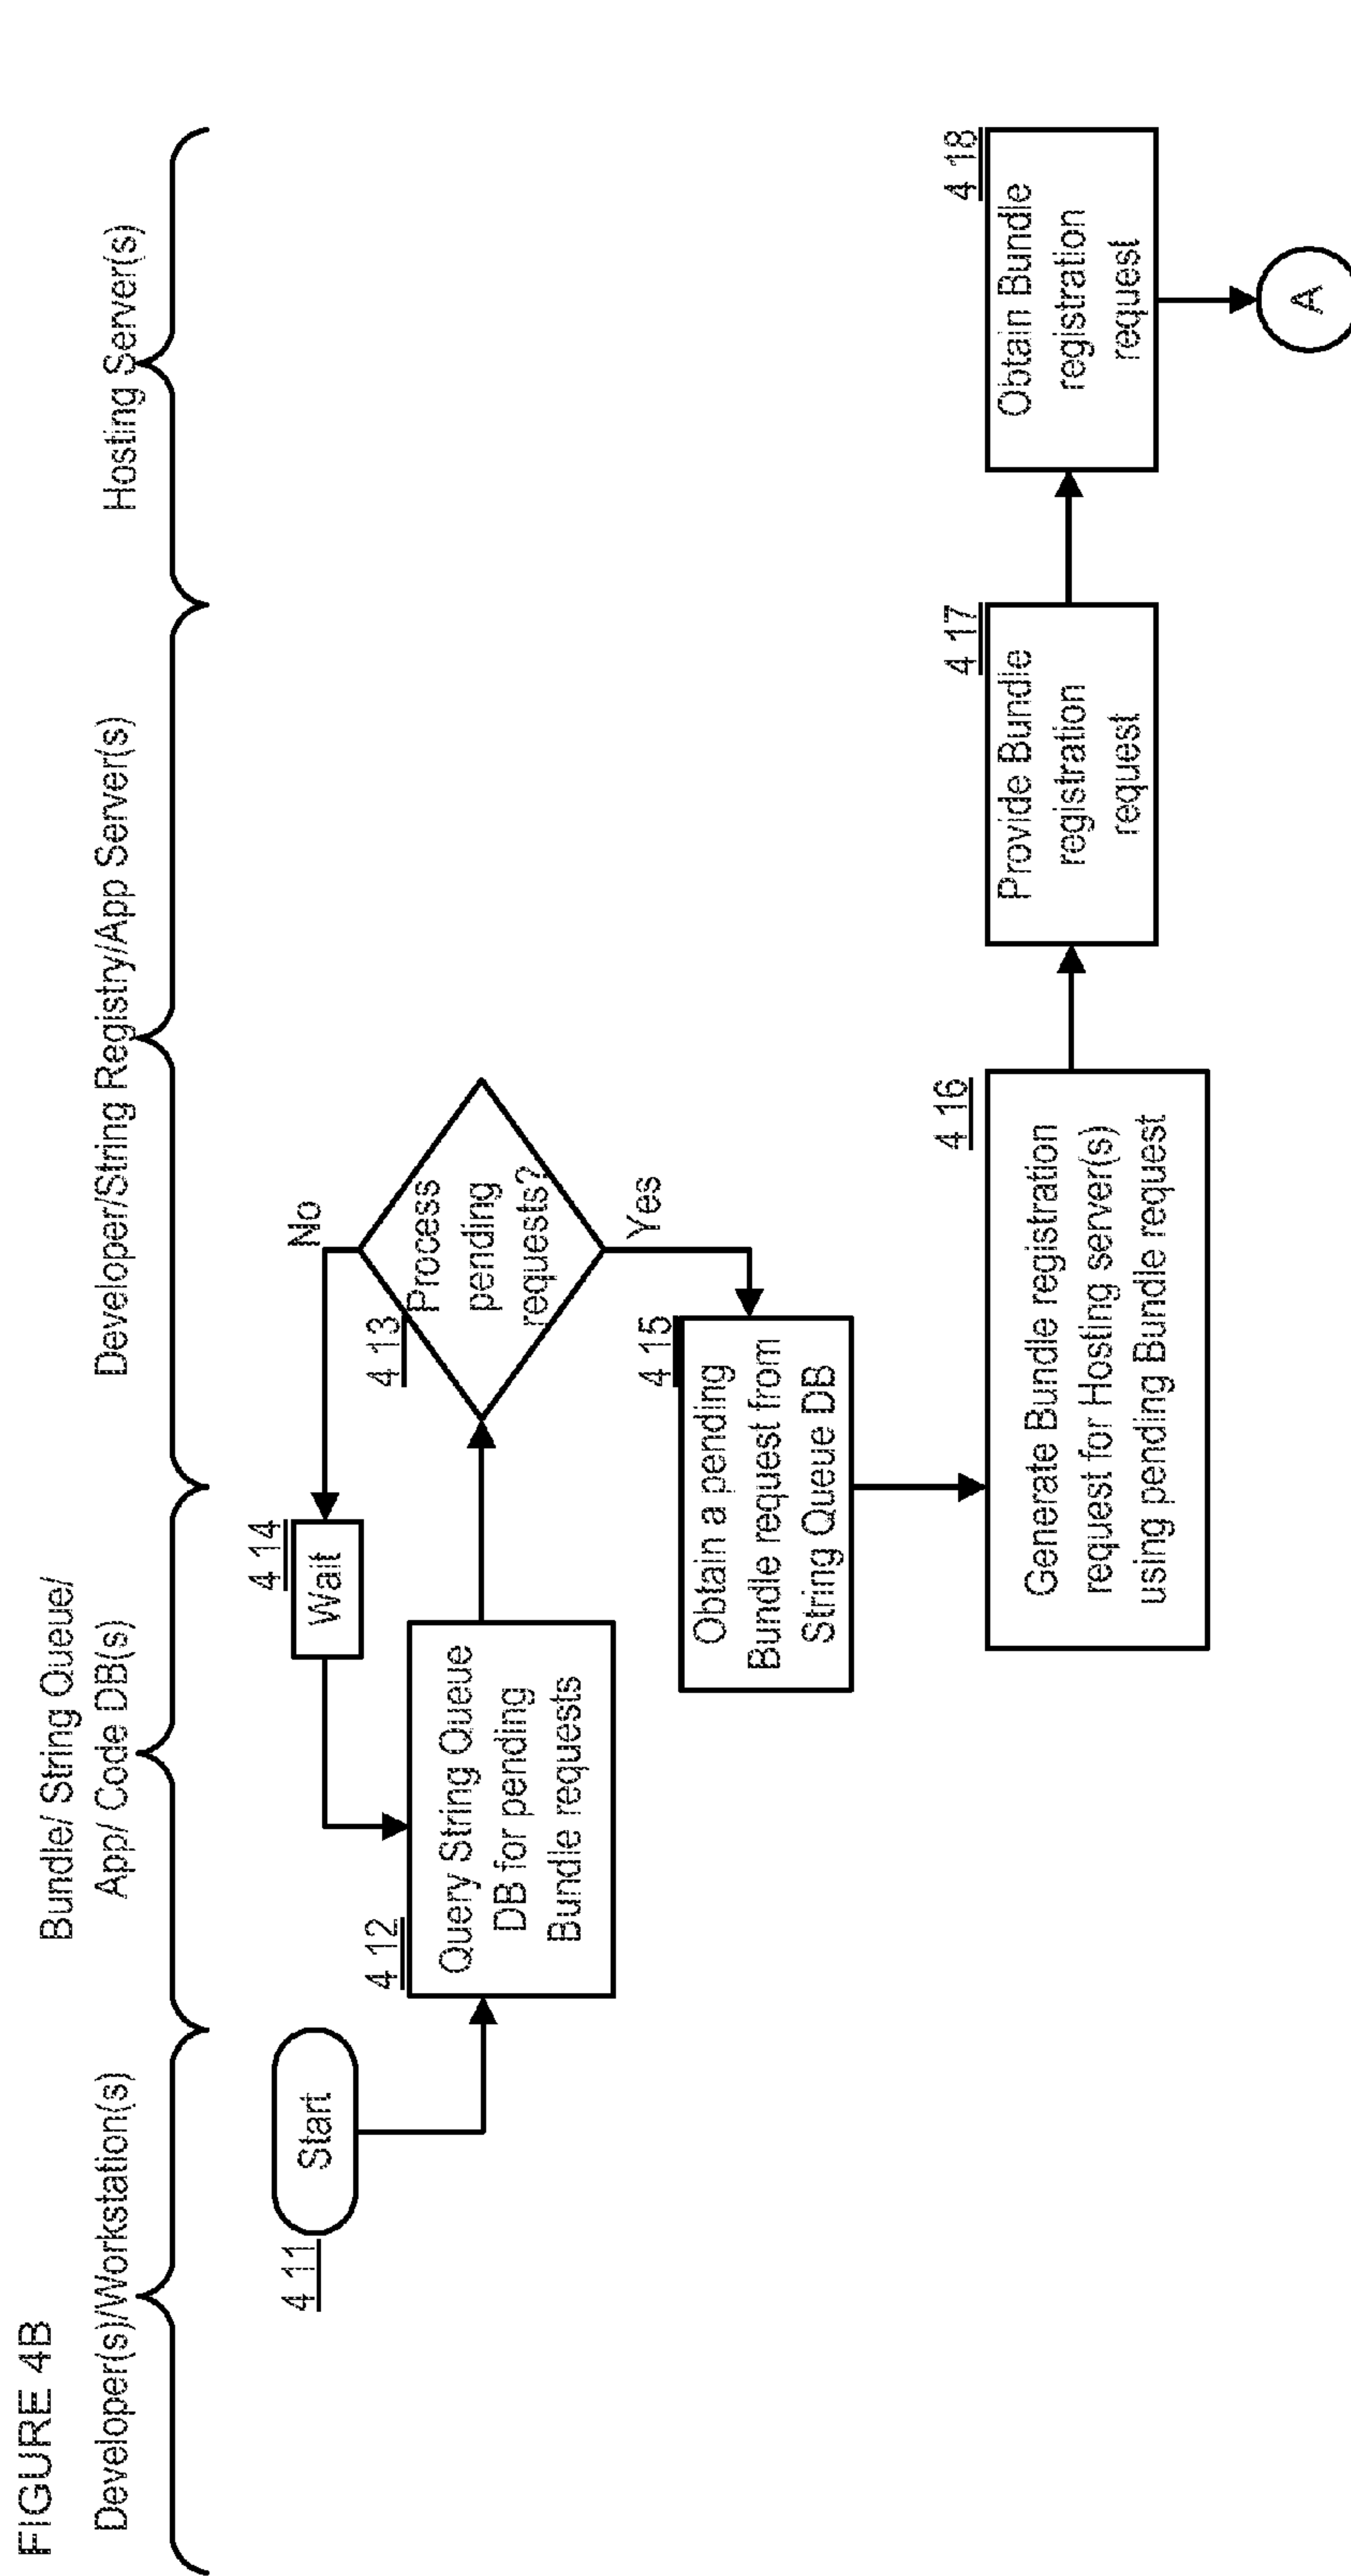 FIGURE 4B
Developer(s)/Workstation(s)
Bundle/ String Queue/
App/ Code DB(s)
Developer/String Registry/App Server(s)
Hosting Server(s)
4 11
Start
4 12
Query String Queue
DB for pending
Bundle requests
4 14
Wait
4 13
Process
pending
requests?
No
Yes
4 15
Obtain a pending
Bundle request from
String Queue DB
4 16
Generate Bundle registration
request for Hosting server(s)
using pending Bundle request
4 17
Provide Bundle
registration
request
4 18
Obtain Bundle
registration
request
A